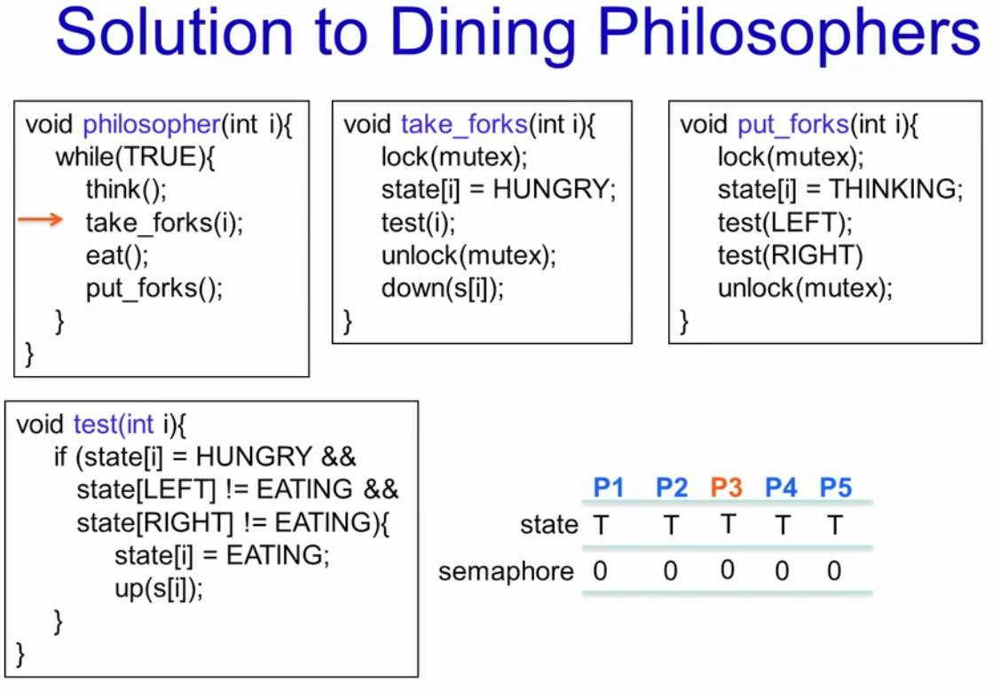 Solution to Dining Philosophers
void philosopher(int i){
while(TRUE){
think();
take_forks(i);
eat();
put_forks();
}
}
void take_forks(int i){
lock(mutex);
state[i] = HUNGRY;
test(i);
unlock(mutex);
down(s[i]);
}
void put_forks(int i){
lock(mutex);
state[i] = THINKING;
test(LEFT);
test(RIGHT)
unlock(mutex);
}
void test(int i){
if (state[i] = HUNGRY &&
state[LEFT] != EATING &&
state[RIGHT] != EATING){
state[i] = EATING;
up(s[i]);
}
}
P1 P2 P3 P4 P5
state T T T T T
semaphore 0 0 0 0 0